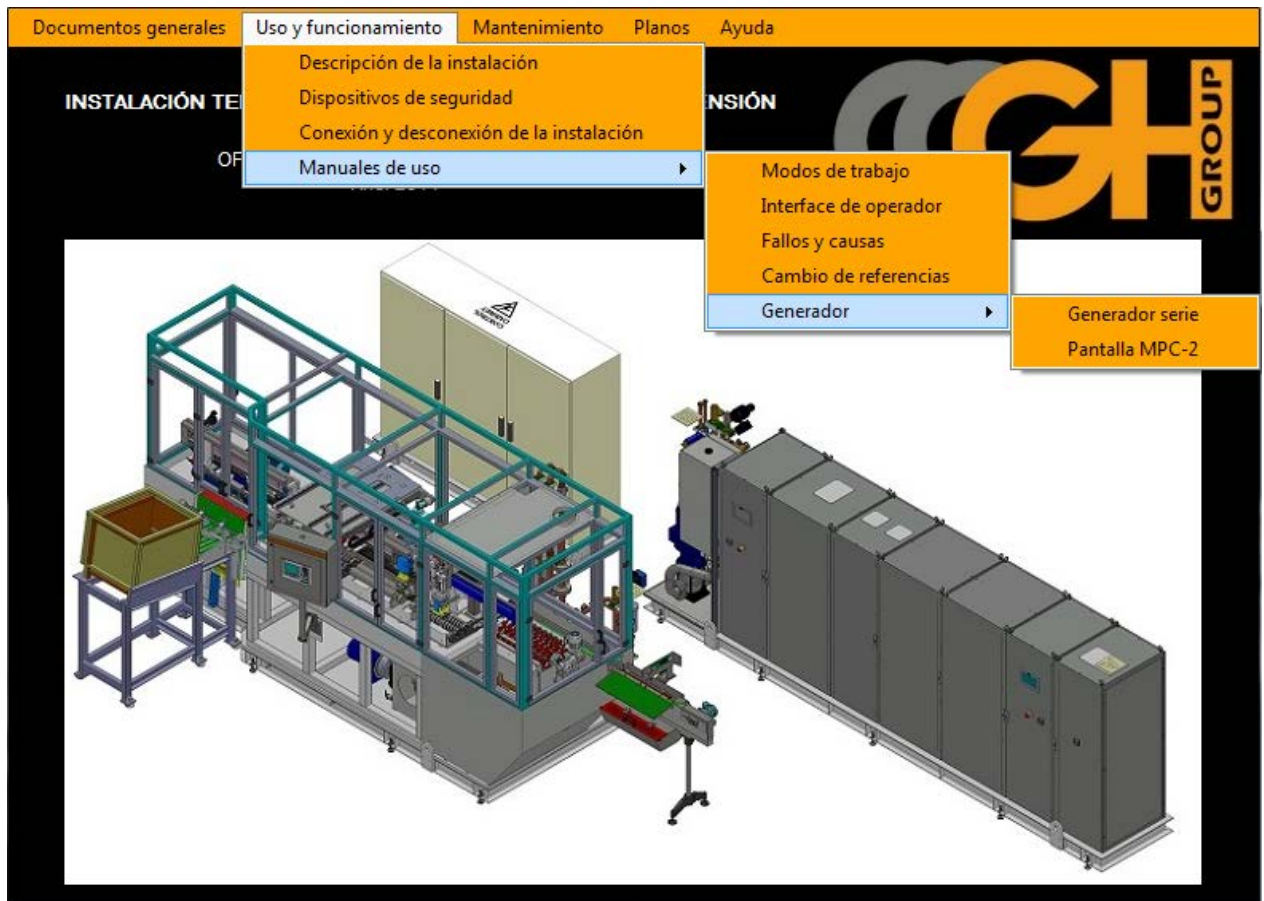 Documentos generales Uso y funcionamiento Mantenimiento Planos Ayuda
Descripción de la instalación
INSTALACIÓN Dispositivos de seguridad
Conexión y desconexión de la instalación
OF
Manuales de uso
Modos de trabajo
Interface de operador
Fallos y causas
Cambio de referencias
Generador
Generador serie
Pantalla MPC-2
GH
GROUP
CONTROL
CABINET